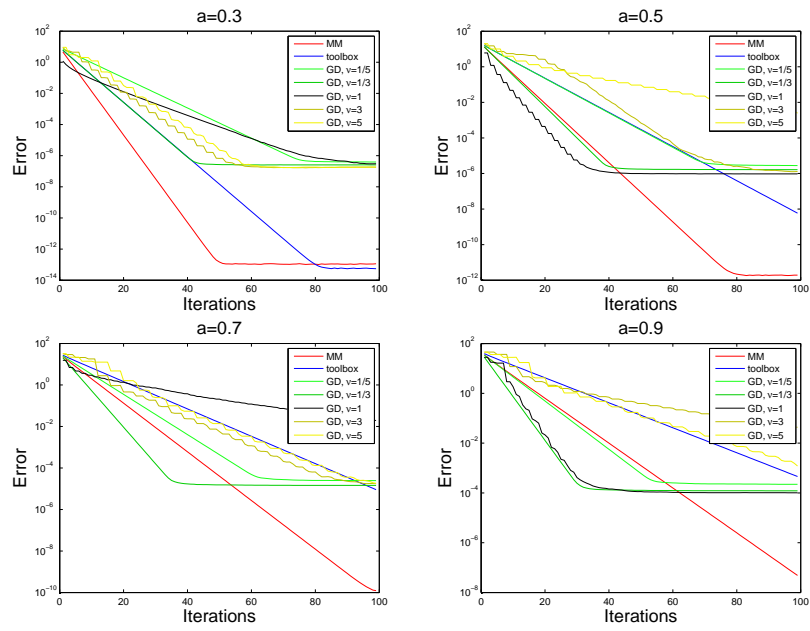 a=0.3
10^2
10^0
10^−2
10^−4
10^−6
10^−8
10^−10
10^−12
10^−14
Error
0 20 40 60 80 100
Iterations
MM
toolbox
GD, ν=1/5
GD, ν=1/3
GD, ν=1
GD, ν=3
GD, ν=5
a=0.5
10^2
10^0
10^−2
10^−4
10^−6
10^−8
10^−10
10^−12
Error
0 20 40 60 80 100
Iterations
MM
toolbox
GD, ν=1/5
GD, ν=1/3
GD, ν=1
GD, ν=3
GD, ν=5
a=0.7
10^2
10^0
10^−2
10^−4
10^−6
10^−8
10^−10
Error
0 20 40 60 80 100
Iterations
MM
toolbox
GD, ν=1/5
GD, ν=1/3
GD, ν=1
GD, ν=3
GD, ν=5
a=0.9
10^2
10^0
10^−2
10^−4
10^−6
10^−8
Error
0 20 40 60 80 100
Iterations
MM
toolbox
GD, ν=1/5
GD, ν=1/3
GD, ν=1
GD, ν=3
GD, ν=5